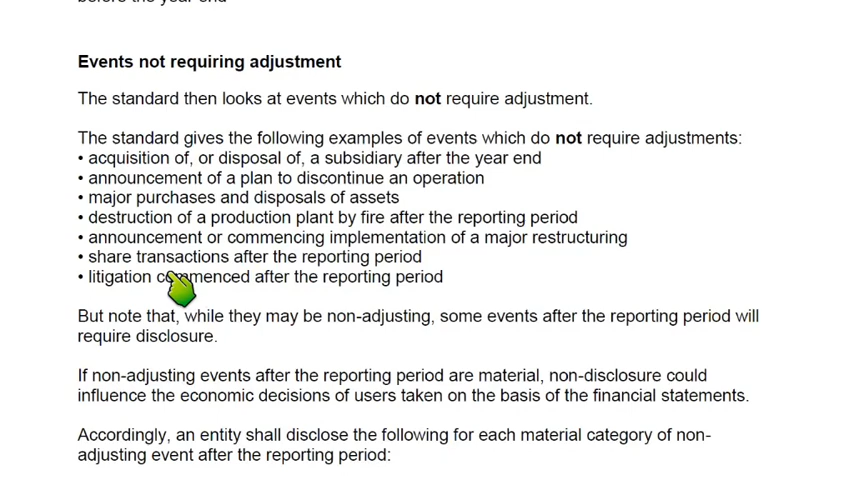 before the year end
Events not requiring adjustment
The standard then looks at events which do not require adjustment.
The standard gives the following examples of events which do not require adjustments:
• acquisition of, or disposal of, a subsidiary after the year end
• announcement of a plan to discontinue an operation
• major purchases and disposals of assets
• destruction of a production plant by fire after the reporting period
• announcement or commencing implementation of a major restructuring
• share transactions after the reporting period
• litigation commenced after the reporting period
But note that, while they may be non-adjusting, some events after the reporting period will
require disclosure.
If non-adjusting events after the reporting period are material, non-disclosure could
influence the economic decisions of users taken on the basis of the financial statements.
Accordingly, an entity shall disclose the following for each material category of non-
adjusting event after the reporting period: